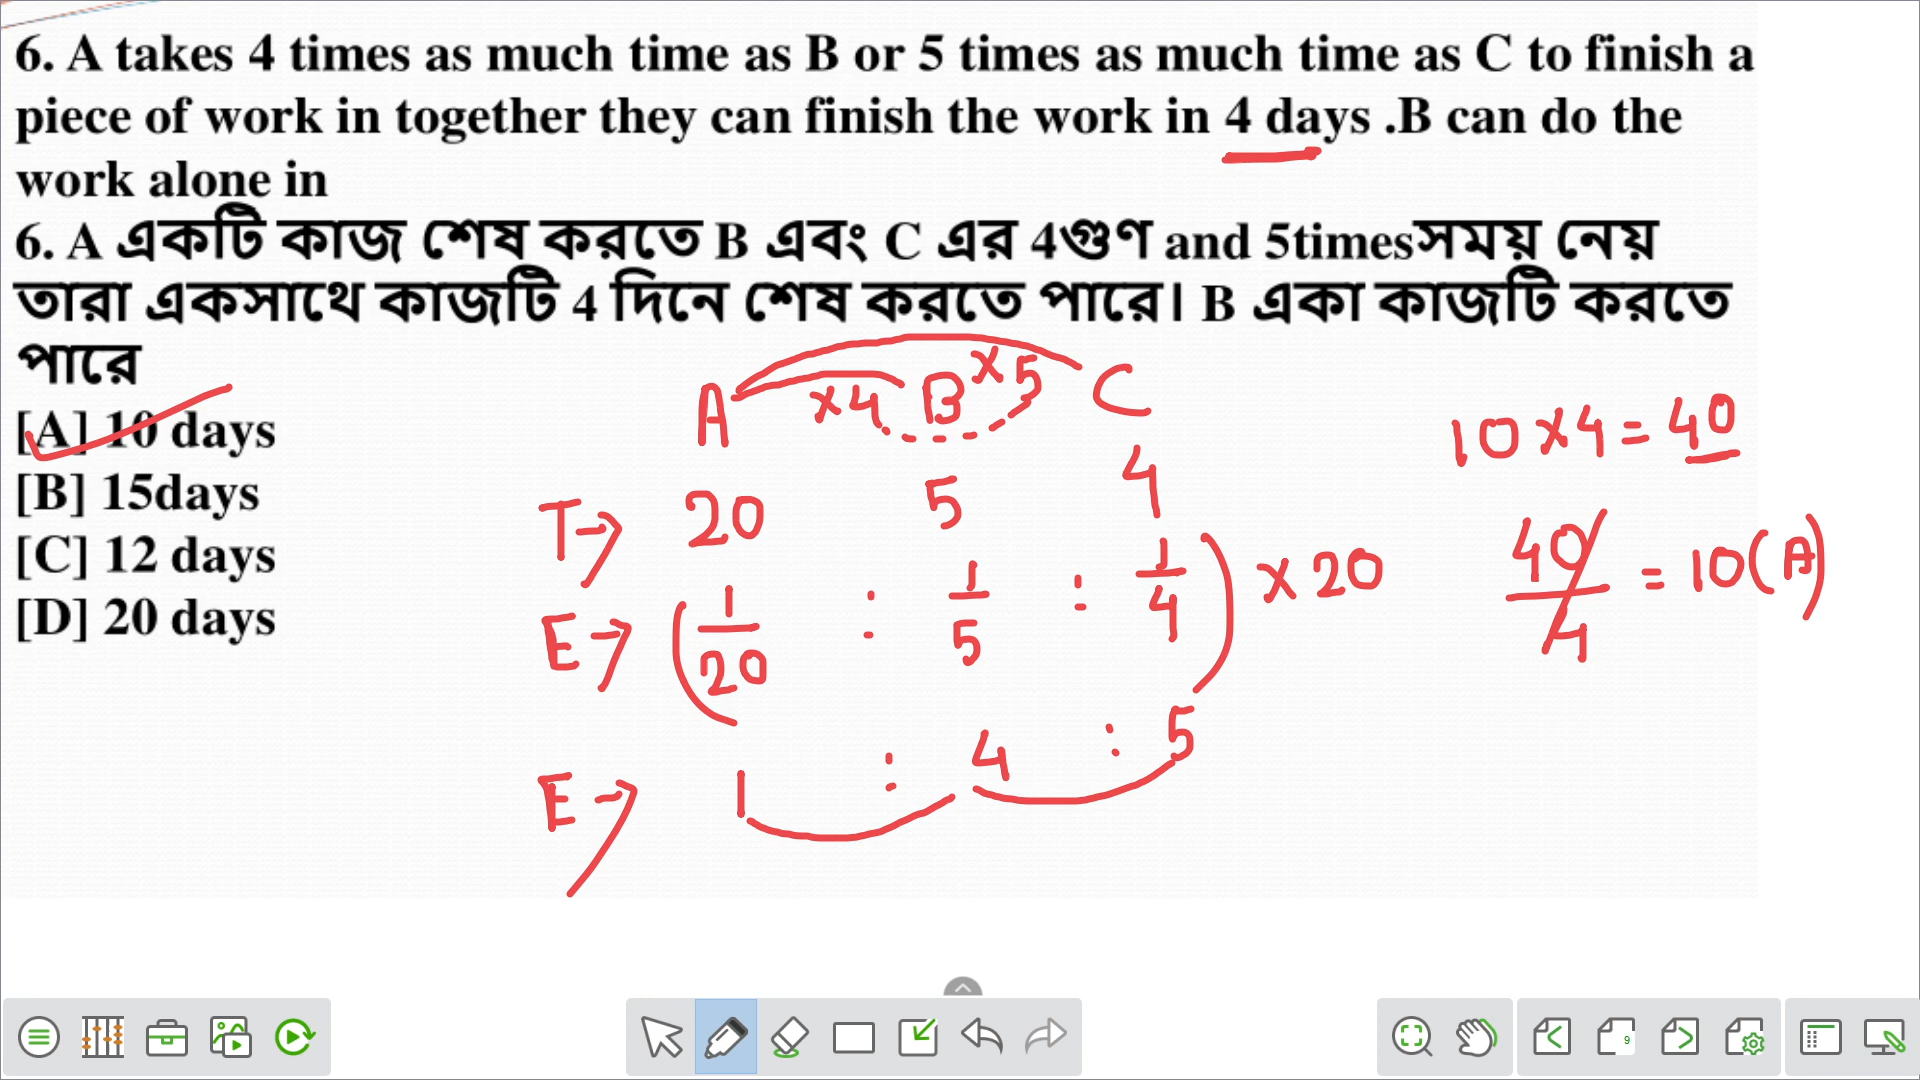 6. A takes 4 times as much time as B or 5 times as much time as C to finish a
piece of work in together they can finish the work in 4 days .B can do the
work alone in
6. A একটি কাজ শেষ করতে B এবং C এর 4গুণ and 5timesসময় নেয়
তারা একসাথে কাজটি 4 দিনে শেষ করতে পারে। B একা কাজটি করতে
পারে
[A] 10 days
[B] 15days
[C] 12 days
[D] 20 days
A ×4 B ×5 C
T→ 20 5 4
E→ (1/20 : 1/5 : 1/4) × 20
E→ 1 : 4 : 5
10 × 4 = 40
40/4 = 10(A)
9